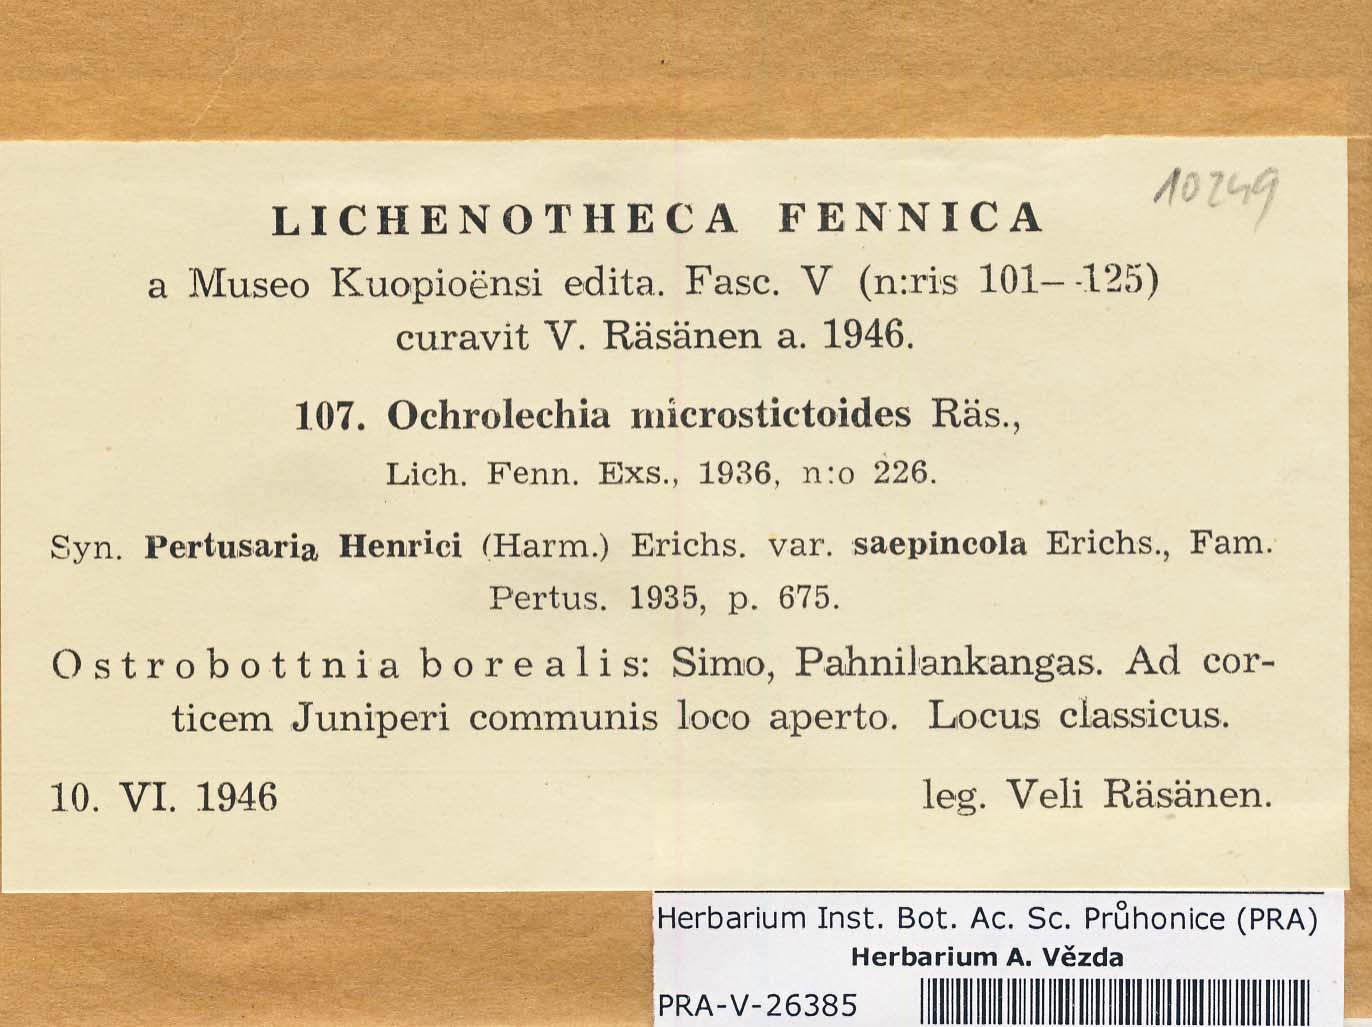 10249
LICHENOTHECA FENNICA
a Museo Kuopioënsi edita. Fasc. V (n:ris 101– -125)
curavit V. Räsänen a. 1946.
107. Ochrolechia microstictoides Räs.,
Lich. Fenn. Exs., 1936, n:o 226.
Syn. Pertusaria Henrici (Harm.) Erichs. var. saepincola Erichs., Fam.
Pertus. 1935, p. 675.
Ostrobottnia borealis: Simo, Pahnilankangas. Ad cor-
ticem Juniperi communis loco aperto. Locus classicus.
10. VI. 1946 leg. Veli Räsänen.
Herbarium Inst. Bot. Ac. Sc. Průhonice (PRA)
Herbarium A. Vězda
PRA-V-26385